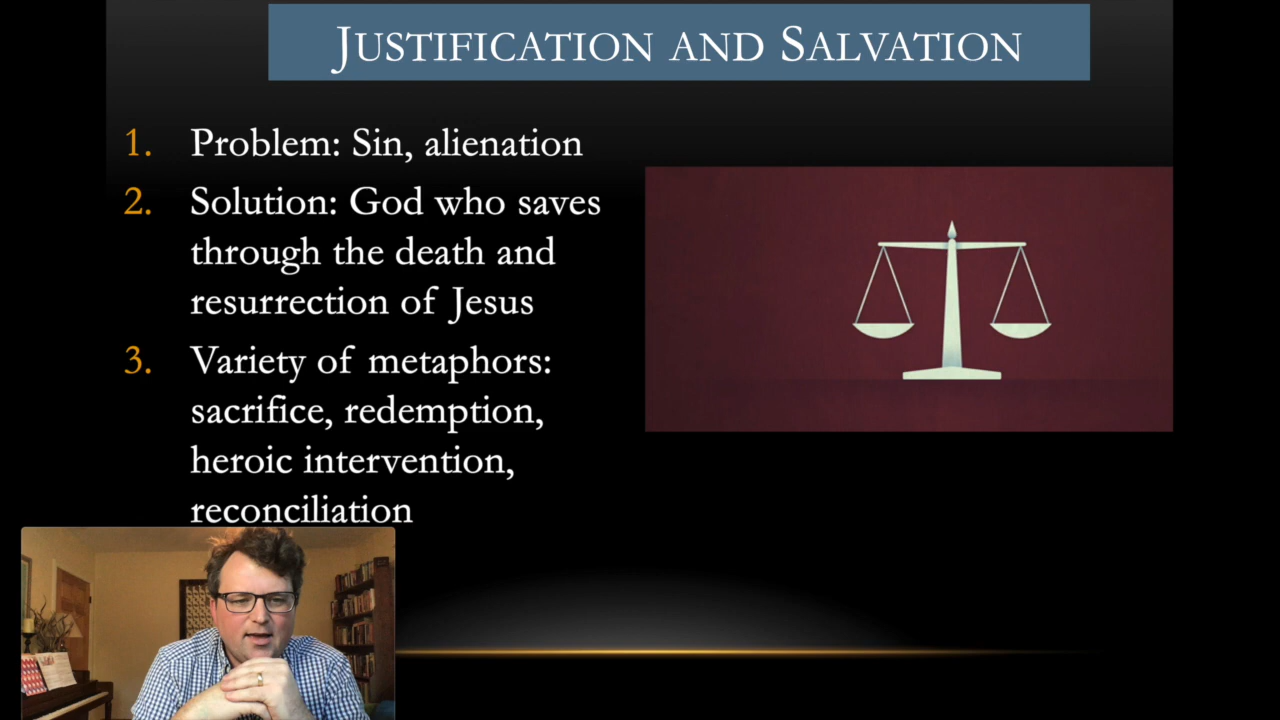 JUSTIFICATION AND SALVATION
1. Problem: Sin, alienation
2. Solution: God who saves
through the death and
resurrection of Jesus
3. Variety of metaphors:
sacrifice, redemption,
heroic intervention,
reconciliation